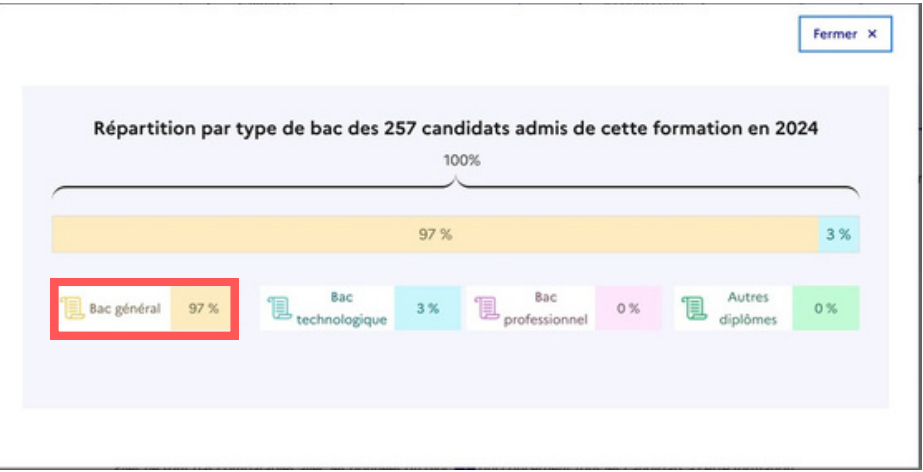 Fermer ×
Répartition par type de bac des 257 candidats admis de cette formation en 2024
100%
97 %
3 %
Bac général 97 %
Bac technologique 3 %
Bac professionnel 0 %
Autres diplômes 0 %